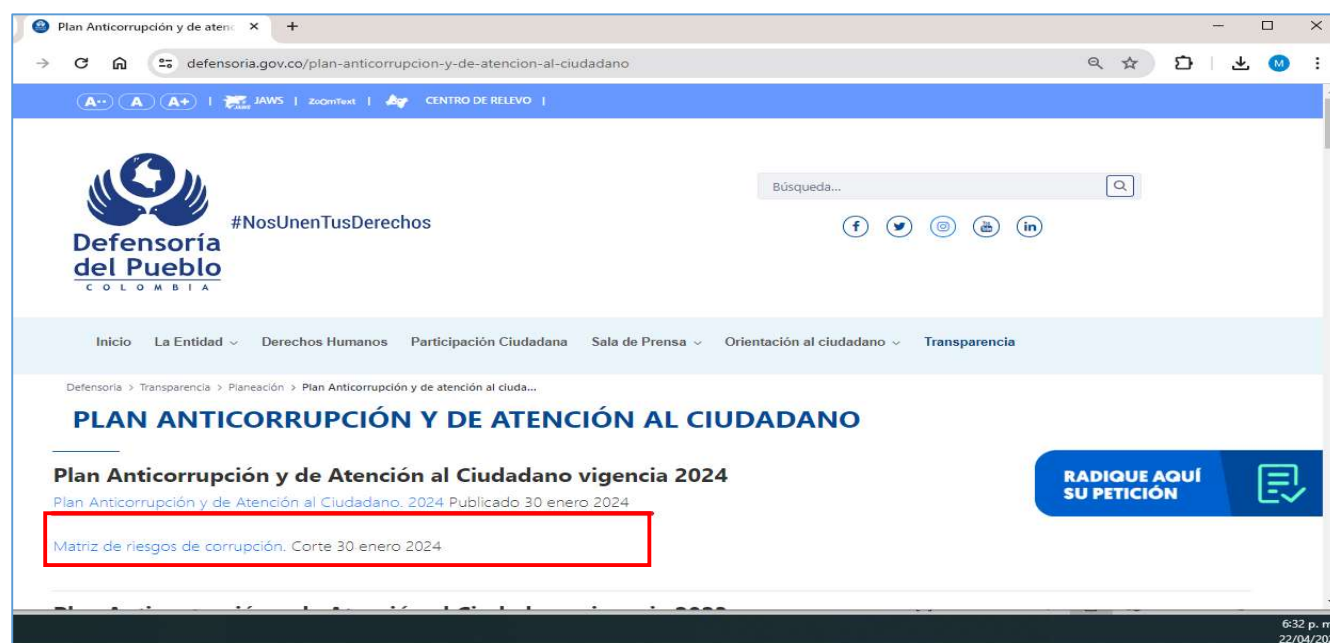 Plan Anticorrupción y de atenc
defensoria.gov.co/plan-anticorrupcion-y-de-atencion-al-ciudadano
M
A-- A A+ | JAWS | ZoomText | CENTRO DE RELEVO |
Búsqueda...
#NosUnenTusDerechos
Defensoría
del Pueblo
COLOMBIA
Inicio La Entidad Derechos Humanos Participación Ciudadana Sala de Prensa Orientación al ciudadano Transparencia
Defensoria > Transparencia > Planeación > Plan Anticorrupción y de atención al ciuda...
PLAN ANTICORRUPCIÓN Y DE ATENCIÓN AL CIUDADANO
Plan Anticorrupción y de Atención al Ciudadano vigencia 2024
Plan Anticorrupción y de Atención al Ciudadano. 2024 Publicado 30 enero 2024
RADIQUE AQUÍ
SU PETICIÓN
Matriz de riesgos de corrupción. Corte 30 enero 2024
6:32 p. m
22/04/20